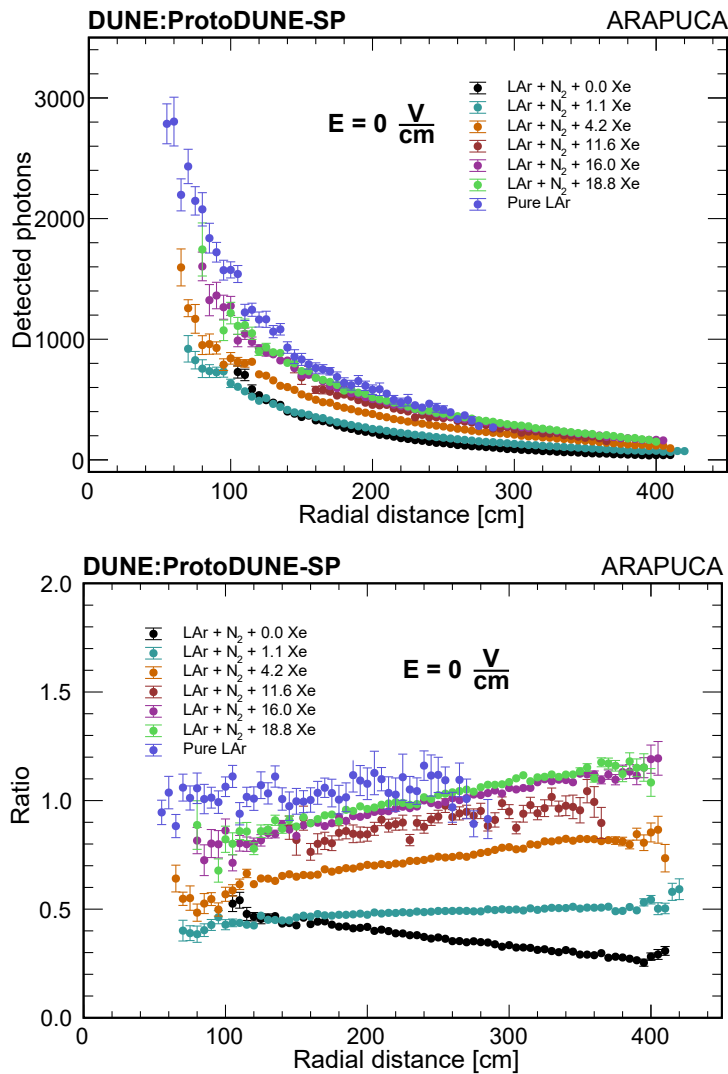 DUNE:ProtoDUNE-SP ARAPUCA
E = 0 V/cm
LAr + N₂ + 0.0 Xe
LAr + N₂ + 1.1 Xe
LAr + N₂ + 4.2 Xe
LAr + N₂ + 11.6 Xe
LAr + N₂ + 16.0 Xe
LAr + N₂ + 18.8 Xe
Pure LAr
Detected photons
3000
2000
1000
0
0 100 200 300 400
Radial distance [cm]
DUNE:ProtoDUNE-SP ARAPUCA
LAr + N₂ + 0.0 Xe
LAr + N₂ + 1.1 Xe
LAr + N₂ + 4.2 Xe
LAr + N₂ + 11.6 Xe
LAr + N₂ + 16.0 Xe
LAr + N₂ + 18.8 Xe
Pure LAr
E = 0 V/cm
Ratio
2.0
1.5
1.0
0.5
0.0
0 100 200 300 400
Radial distance [cm]